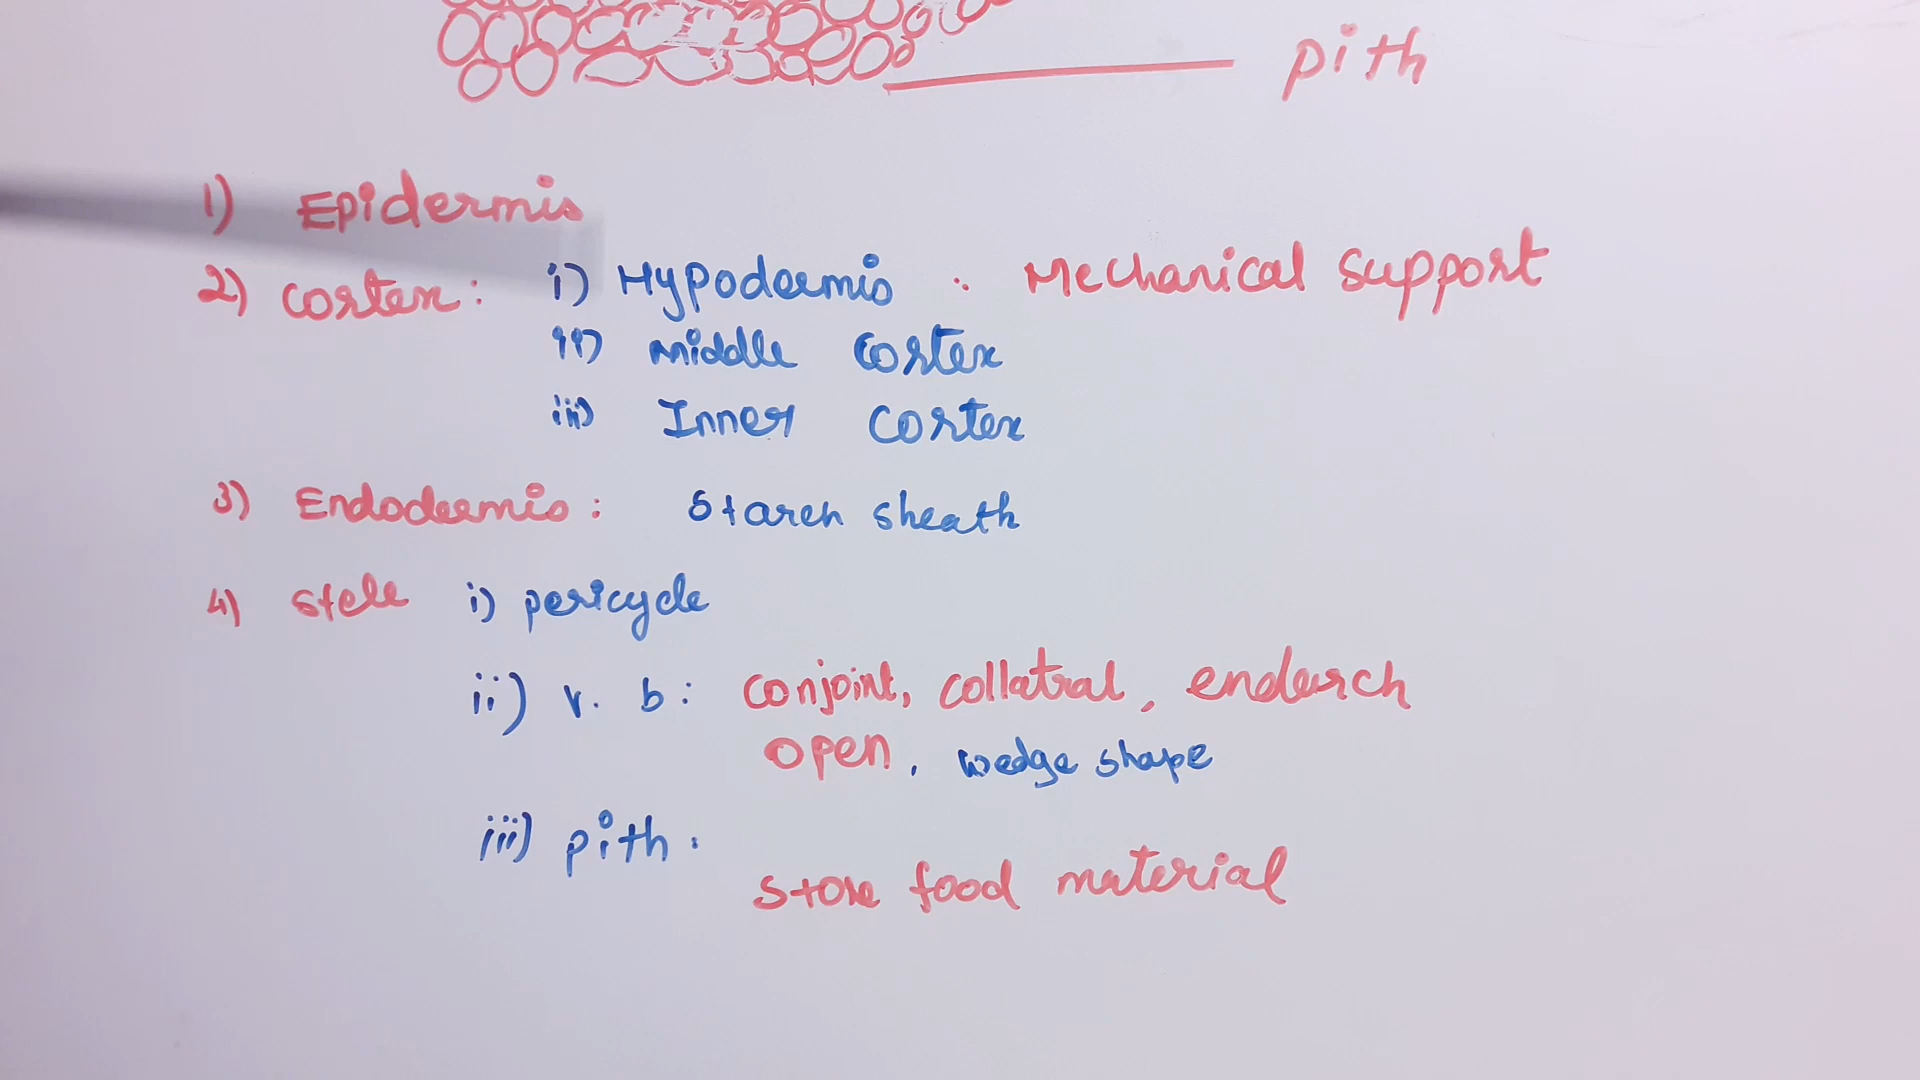 pith
1) Epidermis
2) Cortex: i) Hypodermis : Mechanical support
ii) Middle cortex
iii) Inner cortex
3) Endodermis: Starch sheath
4) Stele i) pericycle
ii) v. b: conjoint, collatral, endarch
open, wedge shape
iii) pith.
Store food material